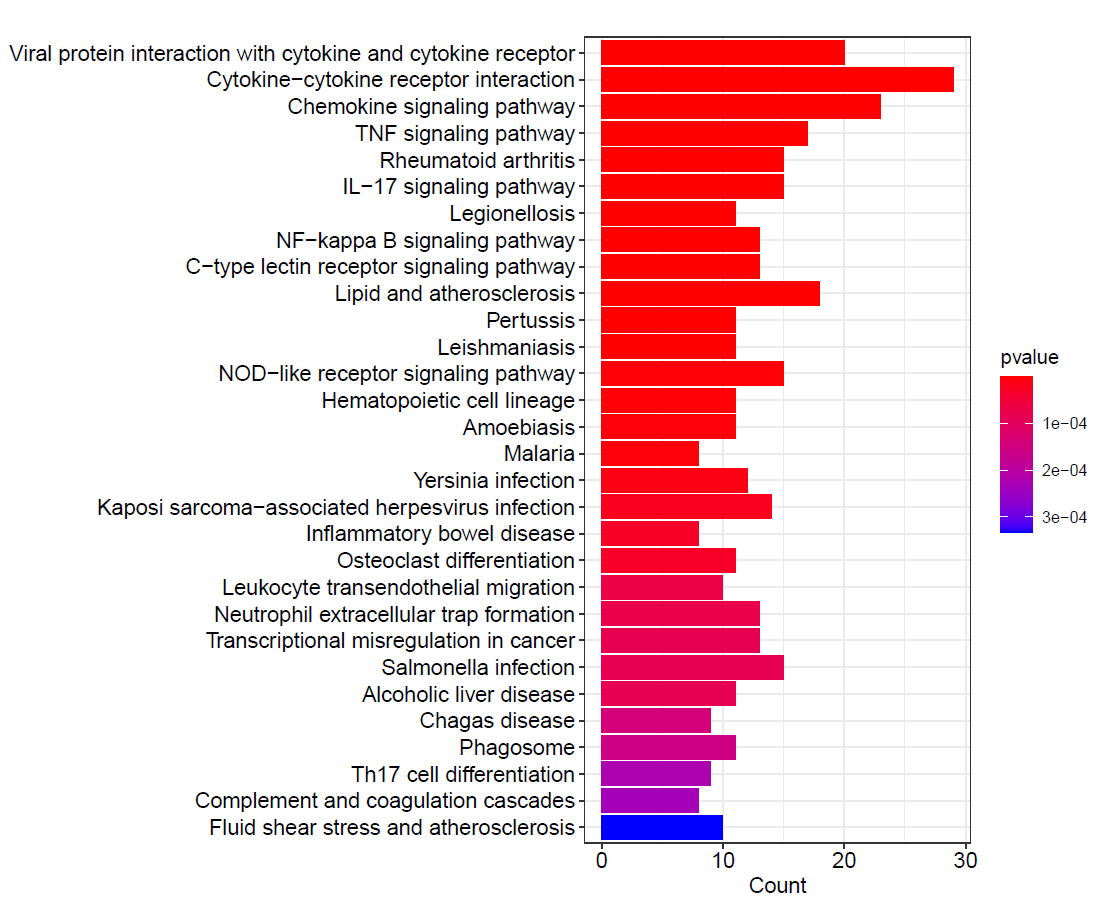 Viral protein interaction with cytokine and cytokine receptor
Cytokine−cytokine receptor interaction
Chemokine signaling pathway
TNF signaling pathway
Rheumatoid arthritis
IL−17 signaling pathway
Legionellosis
NF−kappa B signaling pathway
C−type lectin receptor signaling pathway
Lipid and atherosclerosis
Pertussis
Leishmaniasis
NOD−like receptor signaling pathway
Hematopoietic cell lineage
Amoebiasis
Malaria
Yersinia infection
Kaposi sarcoma−associated herpesvirus infection
Inflammatory bowel disease
Osteoclast differentiation
Leukocyte transendothelial migration
Neutrophil extracellular trap formation
Transcriptional misregulation in cancer
Salmonella infection
Alcoholic liver disease
Chagas disease
Phagosome
Th17 cell differentiation
Complement and coagulation cascades
Fluid shear stress and atherosclerosis
0 10 20 30
Count
pvalue
1e−04
2e−04
3e−04